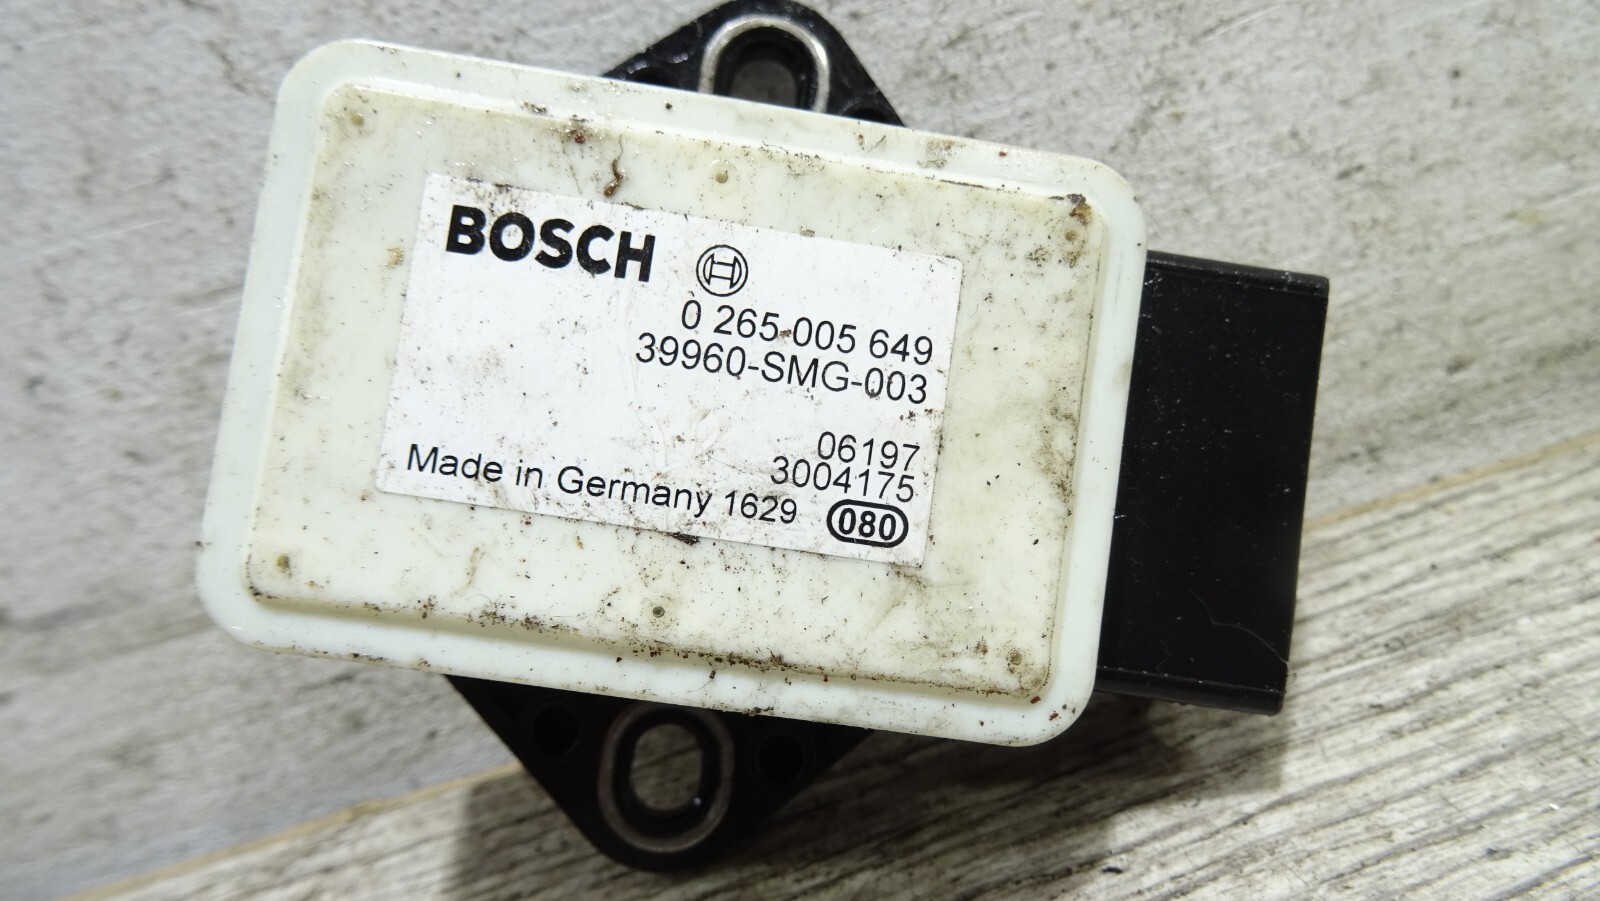 BOSCH
0 265 005 649
39960-SMG-003
06197
3004175
Made in Germany 1629 080